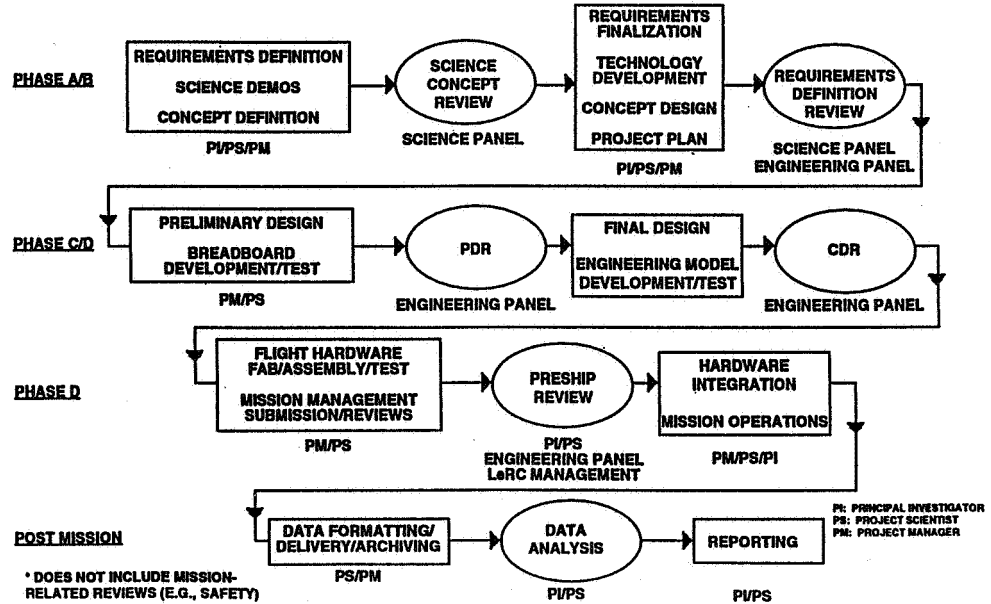 PHASE A/B
REQUIREMENTS DEFINITION
SCIENCE DEMOS
CONCEPT DEFINITION
PI/PS/PM
SCIENCE
CONCEPT
REVIEW
SCIENCE PANEL
REQUIREMENTS
FINALIZATION
TECHNOLOGY
DEVELOPMENT
CONCEPT DESIGN
PROJECT PLAN
PI/PS/PM
REQUIREMENTS
DEFINITION
REVIEW
SCIENCE PANEL
ENGINEERING PANEL
PHASE C/D
PRELIMINARY DESIGN
BREADBOARD
DEVELOPMENT/TEST
PM/PS
PDR
ENGINEERING PANEL
FINAL DESIGN
ENGINEERING MODEL
DEVELOPMENT/TEST
CDR
ENGINEERING PANEL
PHASE D
FLIGHT HARDWARE
FAB/ASSEMBLY/TEST
MISSION MANAGEMENT
SUBMISSION/REVIEWS
PM/PS
PRESHIP
REVIEW
PI/PS
ENGINEERING PANEL
LeRC MANAGEMENT
HARDWARE
INTEGRATION
MISSION OPERATIONS
PM/PS/PI
POST MISSION
DATA FORMATTING/
DELIVERY/ARCHIVING
PS/PM
DATA
ANALYSIS
PI/PS
REPORTING
PI/PS
PI: PRINCIPAL INVESTIGATOR
PS: PROJECT SCIENTIST
PM: PROJECT MANAGER
* DOES NOT INCLUDE MISSION-
RELATED REVIEWS (E.G., SAFETY)